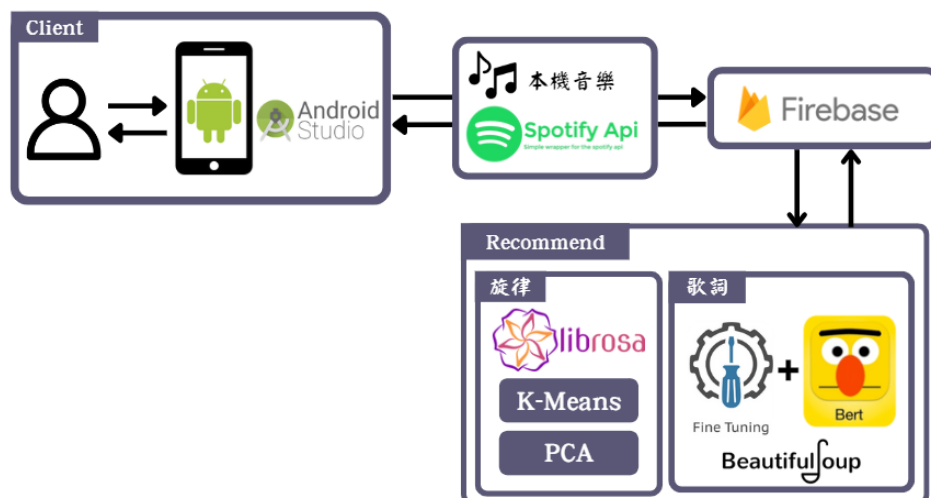 Client
Android
Studio
本機音樂
Spotify Api
Simple wrapper for the spotify api
Firebase
Recommend
旋律
librosa
K-Means
PCA
歌詞
Fine Tuning
+
Bert
BeautifulSoup